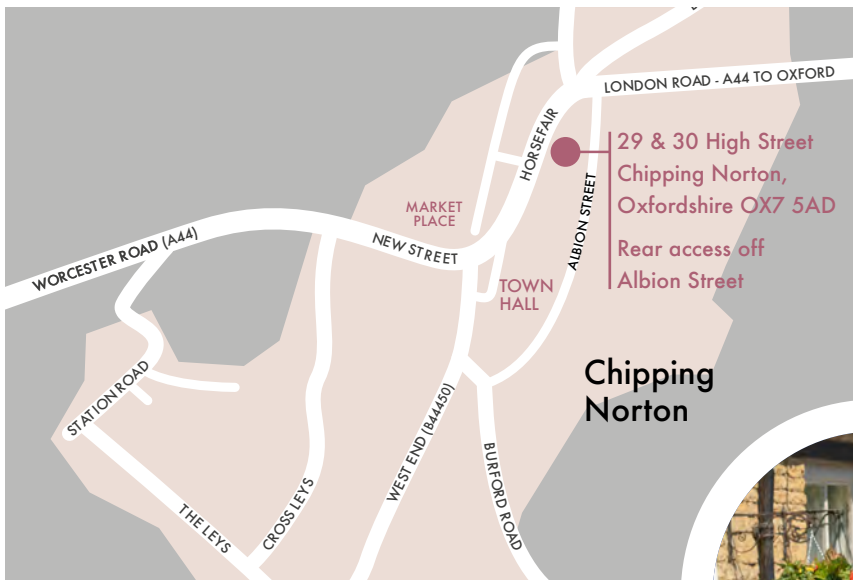 LONDON ROAD - A44 TO OXFORD
HORSEFAIR
29 & 30 High Street
Chipping Norton,
Oxfordshire OX7 5AD
Rear access off
Albion Street
MARKET
PLACE
ALBION STREET
NEW STREET
WORCESTER ROAD (A44)
TOWN
HALL
Chipping
Norton
STATION ROAD
WEST END (B44450)
BURFORD ROAD
CROSS LEYS
THE LEYS